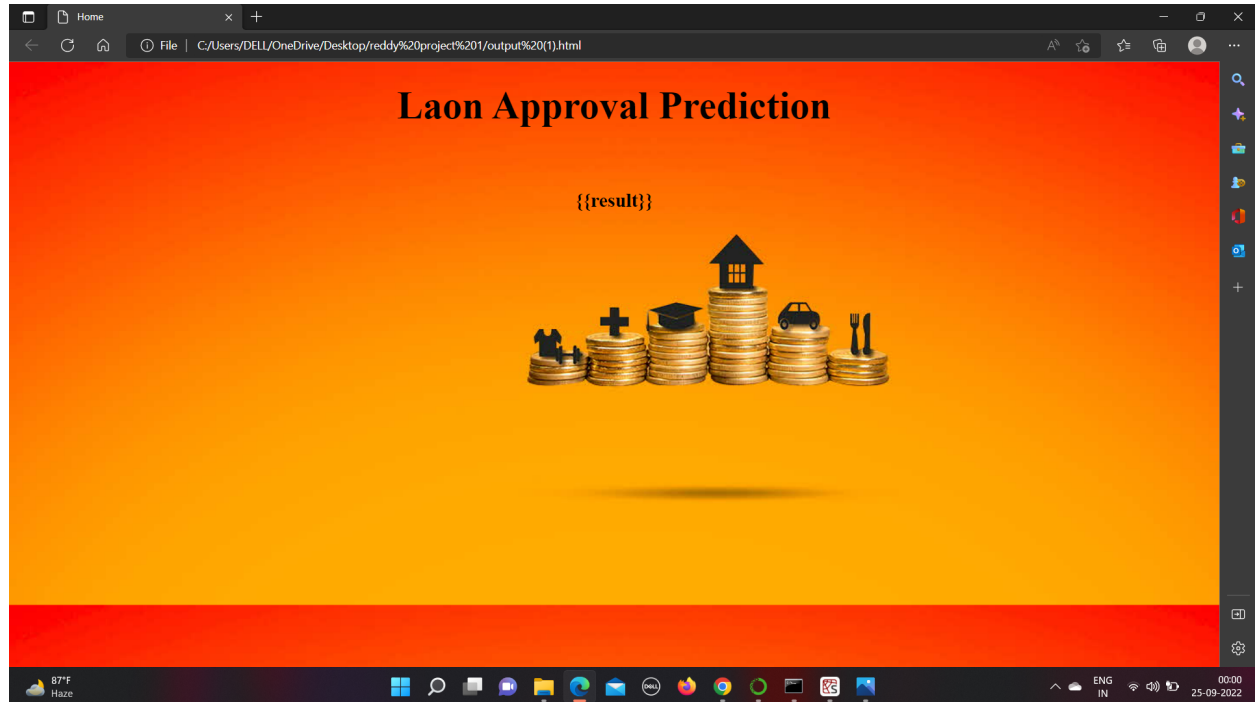 Home
File | C:/Users/DELL/OneDrive/Desktop/reddy%20project%201/output%20(1).html
Laon Approval Prediction
{{result}}
87°F
Haze
DELL
ENG
IN
00:00
25-09-2022